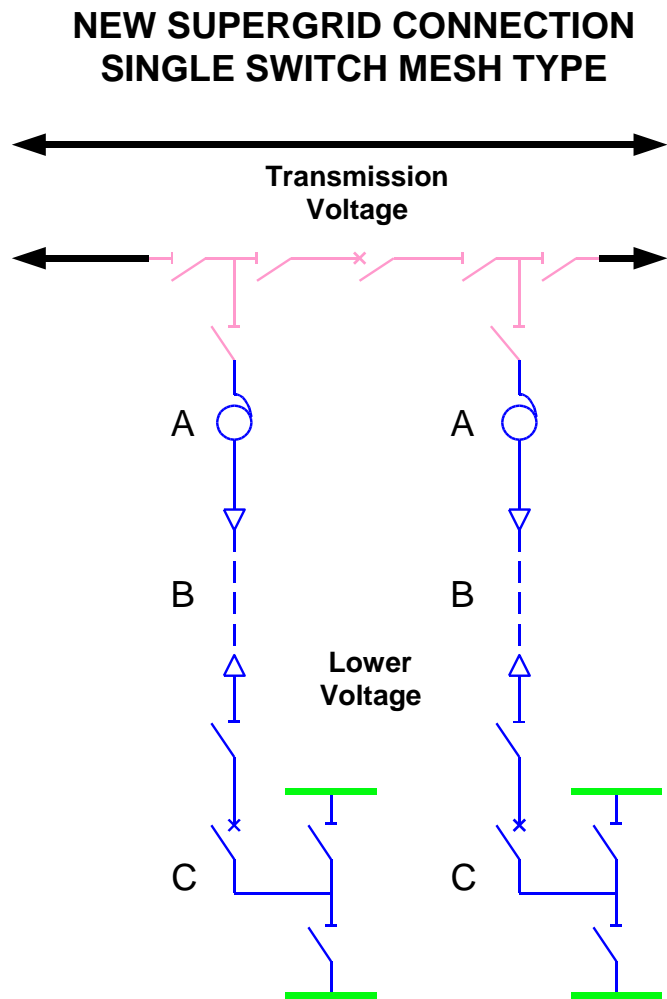 NEW SUPERGRID CONNECTION
SINGLE SWITCH MESH TYPE
Transmission
Voltage
A
A
B
B
Lower
Voltage
C
C